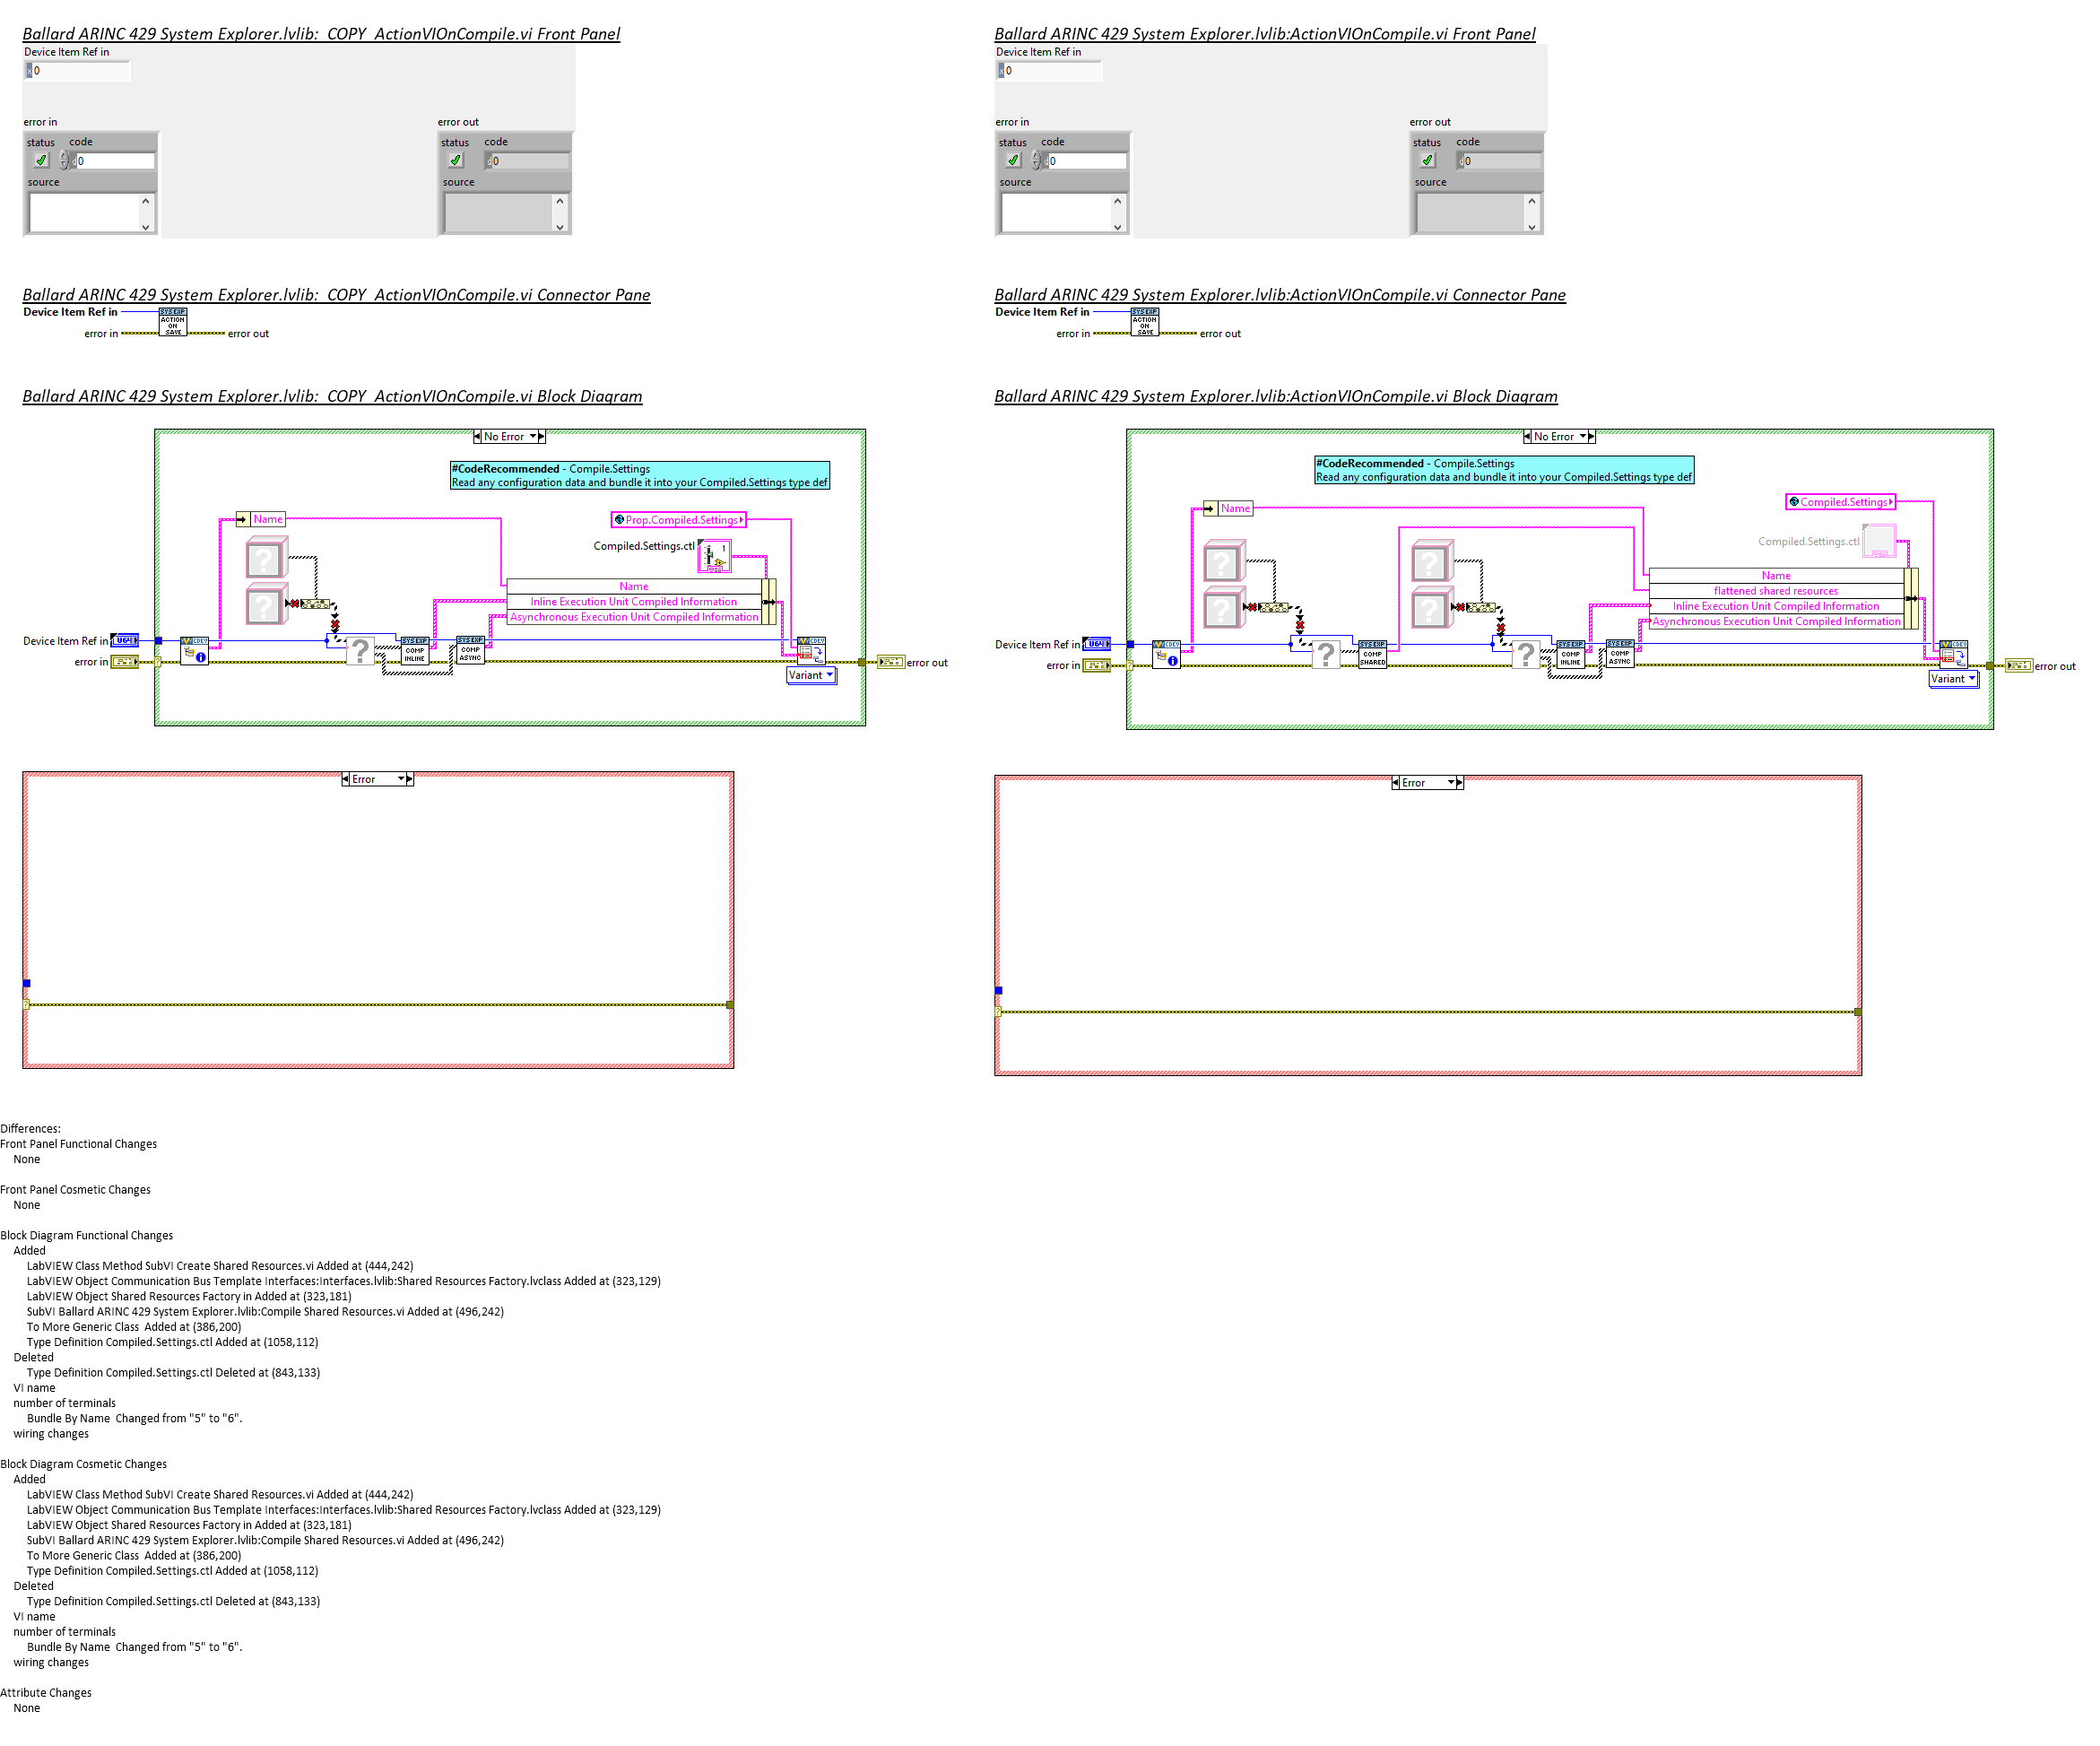 Ballard ARINC 429 System Explorer.lvlib:  COPY  ActionVIOnCompile.vi Front Panel
Device Item Ref in
x 0
error in
status code
d 0
source
error out
status code
d 0
source
Ballard ARINC 429 System Explorer.lvlib:  COPY  ActionVIOnCompile.vi Connector Pane
Device Item Ref in
SYS EXP
ACTION
ON
SAVE
error in
error out
Ballard ARINC 429 System Explorer.lvlib:  COPY  ActionVIOnCompile.vi Block Diagram
No Error
#CodeRecommended - Compile.Settings
Read any configuration data and bundle it into your Compiled.Settings type def
Name
Prop.Compiled.Settings
Compiled.Settings.ctl
Name
Inline Execution Unit Compiled Information
Asynchronous Execution Unit Compiled Information
Device Item Ref in
U64
CDEV
SYS EXP
COMP
INLINE
SYS EXP
COMP
ASYNC
CDEV
error in
error out
Variant
Error
Ballard ARINC 429 System Explorer.lvlib:ActionVIOnCompile.vi Front Panel
Device Item Ref in
x 0
error in
status code
d 0
source
error out
status code
d 0
source
Ballard ARINC 429 System Explorer.lvlib:ActionVIOnCompile.vi Connector Pane
Device Item Ref in
SYS EXP
ACTION
ON
SAVE
error in
error out
Ballard ARINC 429 System Explorer.lvlib:ActionVIOnCompile.vi Block Diagram
No Error
#CodeRecommended - Compile.Settings
Read any configuration data and bundle it into your Compiled.Settings type def
Name
Compiled.Settings
Compiled.Settings.ctl
Name
flattened shared resources
Inline Execution Unit Compiled Information
Asynchronous Execution Unit Compiled Information
Device Item Ref in
U64
CDEV
SYS EXP
COMP
SHARED
SYS EXP
COMP
INLINE
SYS EXP
COMP
ASYNC
CDEV
error in
error out
Variant
Error
Differences:
Front Panel Functional Changes
None
Front Panel Cosmetic Changes
None
Block Diagram Functional Changes
Added
LabVIEW Class Method SubVI Create Shared Resources.vi Added at (444,242)
LabVIEW Object Communication Bus Template Interfaces:Interfaces.lvlib:Shared Resources Factory.lvclass Added at (323,129)
LabVIEW Object Shared Resources Factory in Added at (323,181)
SubVI Ballard ARINC 429 System Explorer.lvlib:Compile Shared Resources.vi Added at (496,242)
To More Generic Class  Added at (386,200)
Type Definition Compiled.Settings.ctl Added at (1058,112)
Deleted
Type Definition Compiled.Settings.ctl Deleted at (843,133)
VI name
number of terminals
Bundle By Name  Changed from "5" to "6".
wiring changes
Block Diagram Cosmetic Changes
Added
LabVIEW Class Method SubVI Create Shared Resources.vi Added at (444,242)
LabVIEW Object Communication Bus Template Interfaces:Interfaces.lvlib:Shared Resources Factory.lvclass Added at (323,129)
LabVIEW Object Shared Resources Factory in Added at (323,181)
SubVI Ballard ARINC 429 System Explorer.lvlib:Compile Shared Resources.vi Added at (496,242)
To More Generic Class  Added at (386,200)
Type Definition Compiled.Settings.ctl Added at (1058,112)
Deleted
Type Definition Compiled.Settings.ctl Deleted at (843,133)
VI name
number of terminals
Bundle By Name  Changed from "5" to "6".
wiring changes
Attribute Changes
None